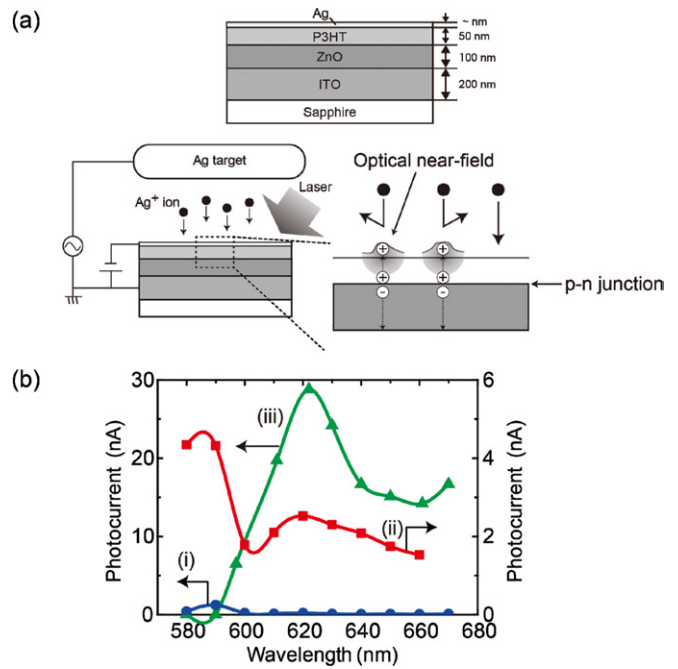 (a)
Ag
~ nm
P3HT
50 nm
ZnO
100 nm
ITO
200 nm
Sapphire
Ag target
Optical near-field
Laser
Ag+ ion
+ +
+ +
- -
p-n junction
(b)
30
20
10
0
Photocurrent (nA)
(iii)
(i)
(ii)
6
4
2
0
Photocurrent (nA)
580 600 620 640 660 680
Wavelength (nm)